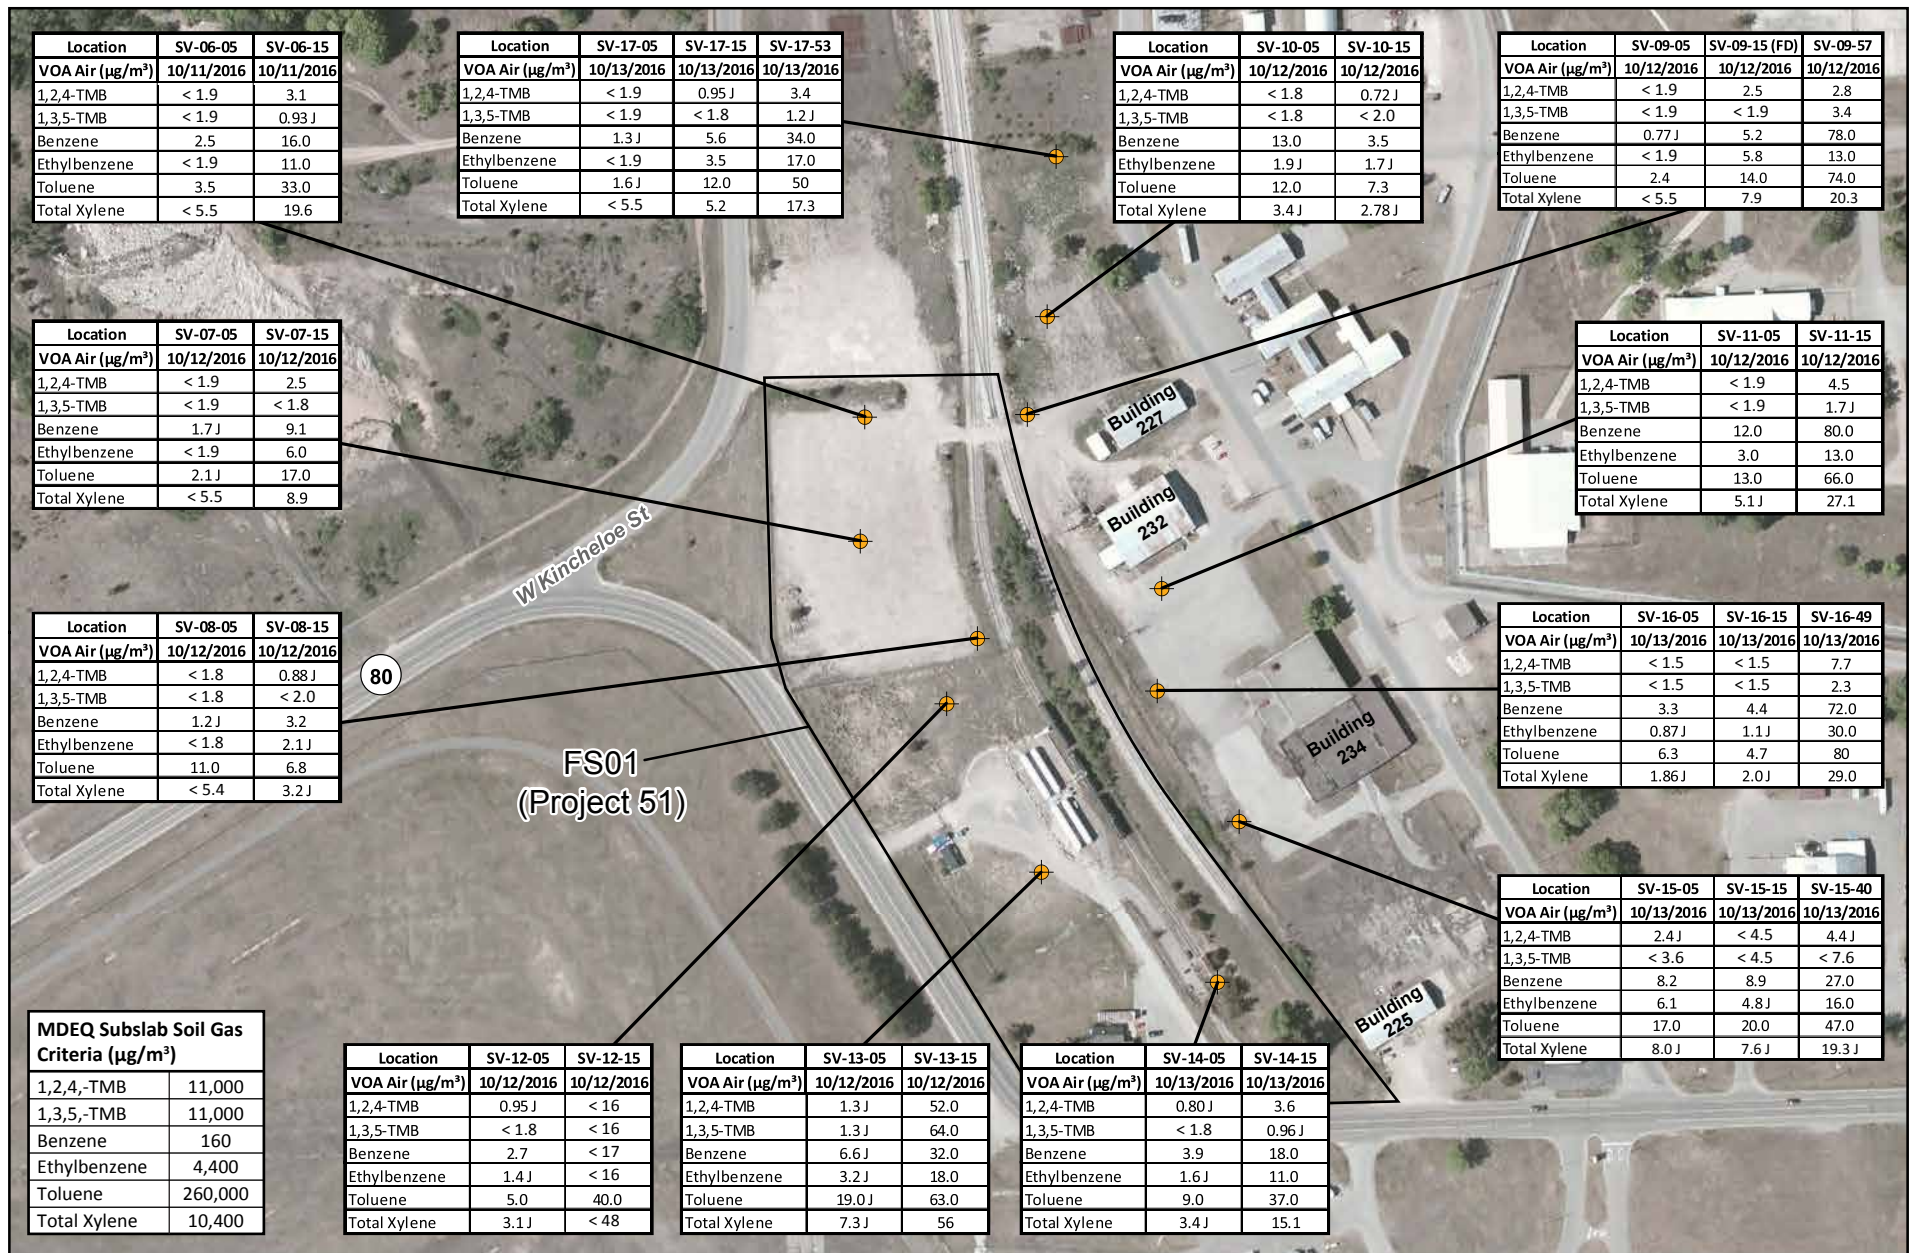 Location SV-06-05 SV-06-15
VOA Air (µg/m³) 10/11/2016 10/11/2016
1,2,4-TMB < 1.9 3.1
1,3,5-TMB < 1.9 0.93 J
Benzene 2.5 16.0
Ethylbenzene < 1.9 11.0
Toluene 3.5 33.0
Total Xylene < 5.5 19.6
Location SV-17-05 SV-17-15 SV-17-53
VOA Air (µg/m³) 10/13/2016 10/13/2016 10/13/2016
1,2,4-TMB < 1.9 0.95 J 3.4
1,3,5-TMB < 1.9 < 1.8 1.2 J
Benzene 1.3 J 5.6 34.0
Ethylbenzene < 1.9 3.5 17.0
Toluene 1.6 J 12.0 50
Total Xylene < 5.5 5.2 17.3
Location SV-10-05 SV-10-15
VOA Air (µg/m³) 10/12/2016 10/12/2016
1,2,4-TMB < 1.8 0.72 J
1,3,5-TMB < 1.8 < 2.0
Benzene 13.0 3.5
Ethylbenzene 1.9 J 1.7 J
Toluene 12.0 7.3
Total Xylene 3.4 J 2.78 J
Location SV-09-05 SV-09-15 (FD) SV-09-57
VOA Air (µg/m³) 10/12/2016 10/12/2016 10/12/2016
1,2,4-TMB < 1.9 2.5 2.8
1,3,5-TMB < 1.9 < 1.9 3.4
Benzene 0.77 J 5.2 78.0
Ethylbenzene < 1.9 5.8 13.0
Toluene 2.4 14.0 74.0
Total Xylene < 5.5 7.9 20.3
Location SV-07-05 SV-07-15
VOA Air (µg/m³) 10/12/2016 10/12/2016
1,2,4-TMB < 1.9 2.5
1,3,5-TMB < 1.9 < 1.8
Benzene 1.7 J 9.1
Ethylbenzene < 1.9 6.0
Toluene 2.1 J 17.0
Total Xylene < 5.5 8.9
Location SV-11-05 SV-11-15
VOA Air (µg/m³) 10/12/2016 10/12/2016
1,2,4-TMB < 1.9 4.5
1,3,5-TMB < 1.9 1.7 J
Benzene 12.0 80.0
Ethylbenzene 3.0 13.0
Toluene 13.0 66.0
Total Xylene 5.1 J 27.1
Building
227
Building
232
W Kincheloe St
80
Location SV-08-05 SV-08-15
VOA Air (µg/m³) 10/12/2016 10/12/2016
1,2,4-TMB < 1.8 0.88 J
1,3,5-TMB < 1.8 < 2.0
Benzene 1.2 J 3.2
Ethylbenzene < 1.8 2.1 J
Toluene 11.0 6.8
Total Xylene < 5.4 3.2 J
Location SV-16-05 SV-16-15 SV-16-49
VOA Air (µg/m³) 10/13/2016 10/13/2016 10/13/2016
1,2,4-TMB < 1.5 < 1.5 7.7
1,3,5-TMB < 1.5 < 1.5 2.3
Benzene 3.3 4.4 72.0
Ethylbenzene 0.87 J 1.1 J 30.0
Toluene 6.3 4.7 80
Total Xylene 1.86 J 2.0 J 29.0
Building
234
FS01
(Project 51)
Location SV-15-05 SV-15-15 SV-15-40
VOA Air (µg/m³) 10/13/2016 10/13/2016 10/13/2016
1,2,4-TMB 2.4 J < 4.5 4.4 J
1,3,5-TMB < 3.6 < 4.5 < 7.6
Benzene 8.2 8.9 27.0
Ethylbenzene 6.1 4.8 J 16.0
Toluene 17.0 20.0 47.0
Total Xylene 8.0 J 7.6 J 19.3 J
Building
225
MDEQ Subslab Soil Gas
Criteria (µg/m³)
1,2,4,-TMB 11,000
1,3,5,-TMB 11,000
Benzene 160
Ethylbenzene 4,400
Toluene 260,000
Total Xylene 10,400
Location SV-12-05 SV-12-15
VOA Air (µg/m³) 10/12/2016 10/12/2016
1,2,4-TMB 0.95 J < 16
1,3,5-TMB < 1.8 < 16
Benzene 2.7 < 17
Ethylbenzene 1.4 J < 16
Toluene 5.0 40.0
Total Xylene 3.1 J < 48
Location SV-13-05 SV-13-15
VOA Air (µg/m³) 10/12/2016 10/12/2016
1,2,4-TMB 1.3 J 52.0
1,3,5-TMB 1.3 J 64.0
Benzene 6.6 J 32.0
Ethylbenzene 3.2 J 18.0
Toluene 19.0 J 63.0
Total Xylene 7.3 J 56
Location SV-14-05 SV-14-15
VOA Air (µg/m³) 10/13/2016 10/13/2016
1,2,4-TMB 0.80 J 3.6
1,3,5-TMB < 1.8 0.96 J
Benzene 3.9 18.0
Ethylbenzene 1.6 J 11.0
Toluene 9.0 37.0
Total Xylene 3.4 J 15.1